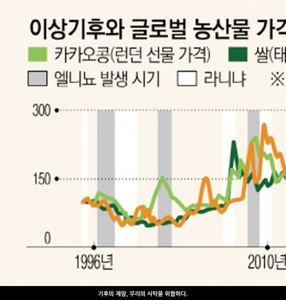 이상기후와 글로벌 농산물 가격
카카오콩(런던 선물 가격) 쌀(태
엘니뇨 발생 시기 라니냐 ※
300
150
0
1996년 2010년
기후의 재앙, 우리의 식탁을 위협하다.